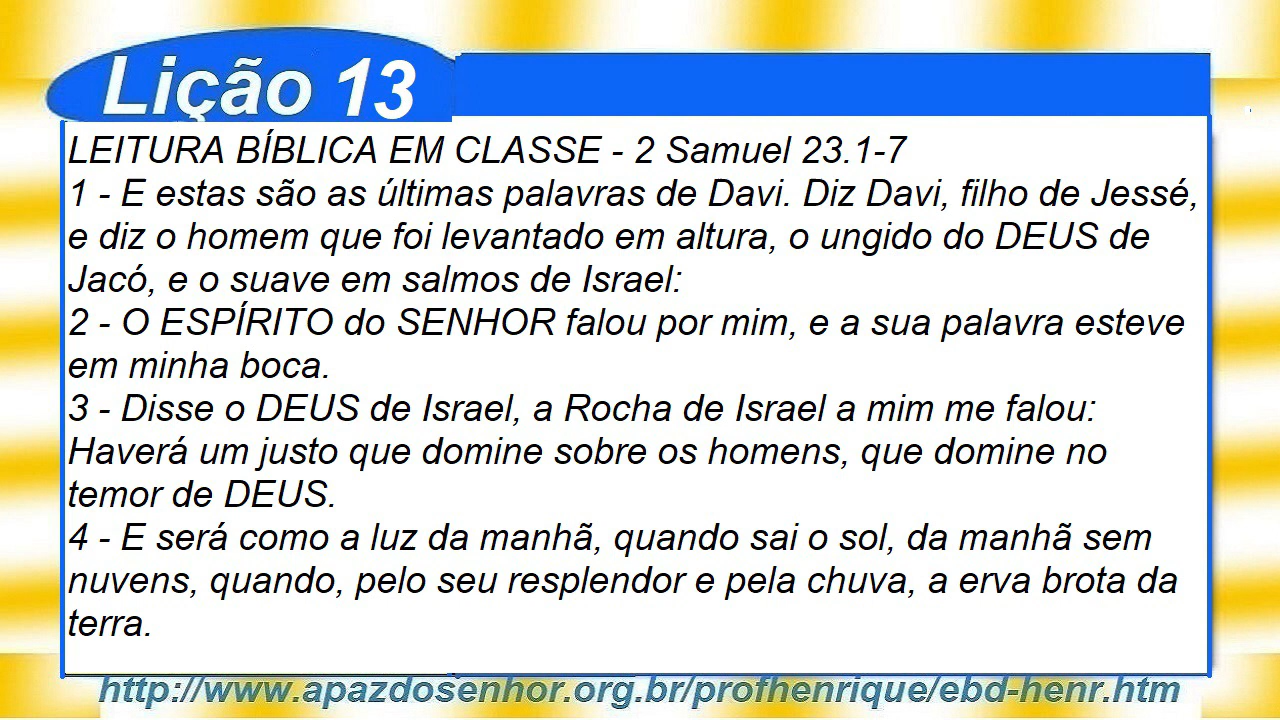 Lição 13
LEITURA BÍBLICA EM CLASSE - 2 Samuel 23.1-7
1 - E estas são as últimas palavras de Davi. Diz Davi, filho de Jessé,
e diz o homem que foi levantado em altura, o ungido do DEUS de
Jacó, e o suave em salmos de Israel:
2 - O ESPÍRITO do SENHOR falou por mim, e a sua palavra esteve
em minha boca.
3 - Disse o DEUS de Israel, a Rocha de Israel a mim me falou:
Haverá um justo que domine sobre os homens, que domine no
temor de DEUS.
4 - E será como a luz da manhã, quando sai o sol, da manhã sem
nuvens, quando, pelo seu resplendor e pela chuva, a erva brota da
terra.
http://www.apazdosenhor.org.br/profhenrique/ebd-henr.htm